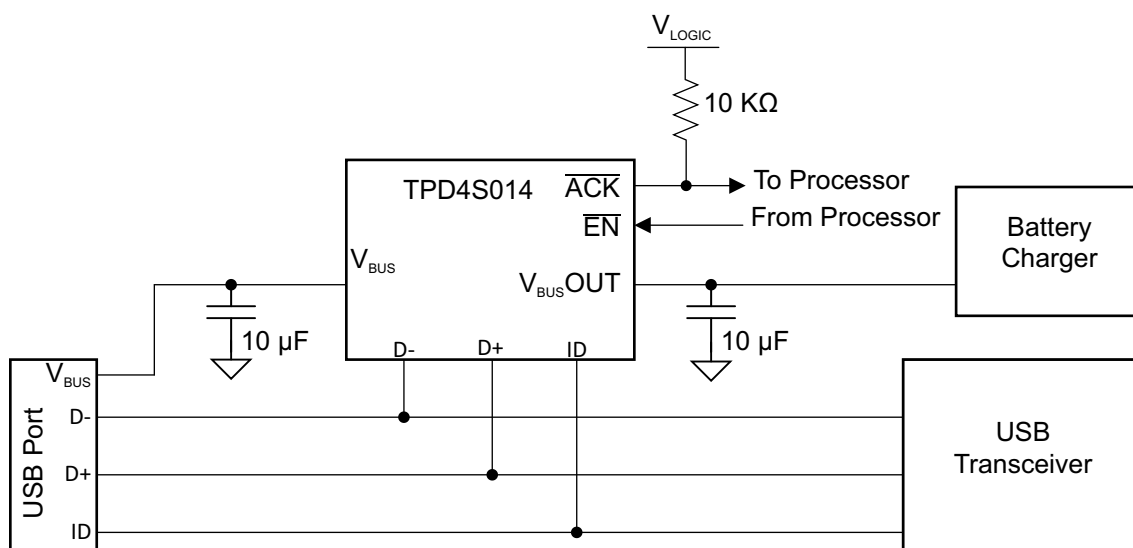 VLOGIC
10 KΩ
TPD4S014
ACK
To Processor
EN
From Processor
VBUS
VBUSOUT
Battery
Charger
10 µF
10 µF
D-
D+
ID
USB Port
VBUS
D-
D+
ID
USB
Transceiver